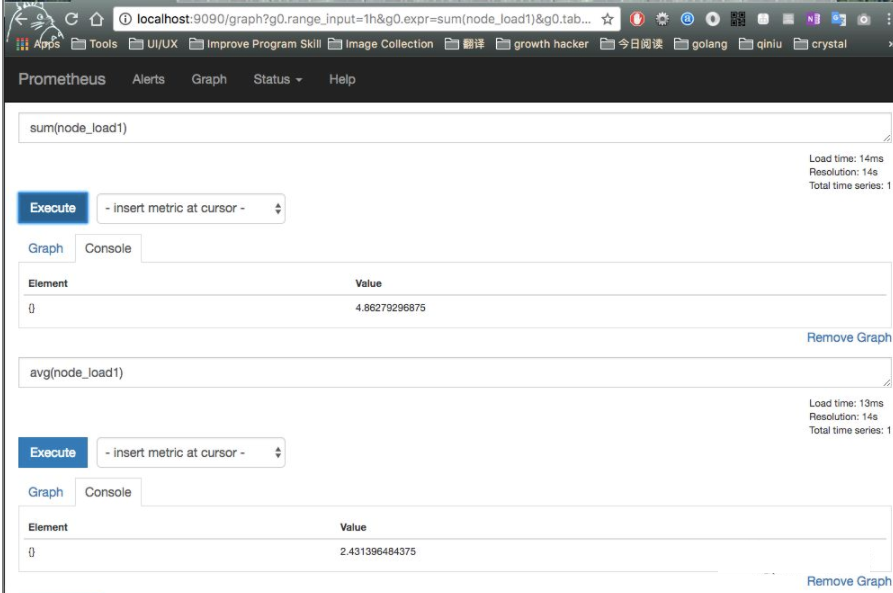 localhost:9090/graph?g0.range_input=1h&g0.expr=sum(node_load1)&g0.tab...
Apps Tools UI/UX Improve Program Skill Image Collection 翻译 growth hacker 今日阅读 golang qiniu crystal
Prometheus Alerts Graph Status Help
sum(node_load1)
Load time: 14ms
Resolution: 14s
Total time series: 1
Execute - insert metric at cursor -
Graph Console
Element Value
{} 4.86279296875
Remove Graph
avg(node_load1)
Load time: 13ms
Resolution: 14s
Total time series: 1
Execute - insert metric at cursor -
Graph Console
Element Value
{} 2.431396484375
Remove Graph